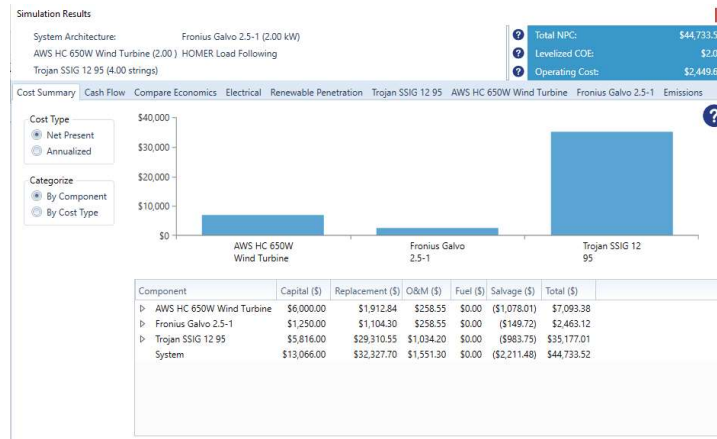 Simulation Results
System Architecture: Fronius Galvo 2.5-1 (2.00 kW)
AWS HC 650W Wind Turbine (2.00 ) HOMER Load Following
Trojan SSIG 12 95 (4.00 strings)
Total NPC: $44,733.5
Levelized COE: $2.0
Operating Cost: $2,449.6
Cost Summary Cash Flow Compare Economics Electrical Renewable Penetration Trojan SSIG 12 95 AWS HC 650W Wind Turbine Fronius Galvo 2.5-1 Emissions
Cost Type
Net Present
Annualized
Categorize
By Component
By Cost Type
$40,000
$30,000
$20,000
$10,000
$0
AWS HC 650W
Wind Turbine
Fronius Galvo
2.5-1
Trojan SSIG 12
95
Component Capital ($) Replacement ($) O&M ($) Fuel ($) Salvage ($) Total ($)
AWS HC 650W Wind Turbine $6,000.00 $1,912.84 $258.55 $0.00 ($1,078.01) $7,093.38
Fronius Galvo 2.5-1 $1,250.00 $1,104.30 $258.55 $0.00 ($149.72) $2,463.12
Trojan SSIG 12 95 $5,816.00 $29,310.55 $1,034.20 $0.00 ($983.75) $35,177.01
System $13,066.00 $32,327.70 $1,551.30 $0.00 ($2,211.48) $44,733.52